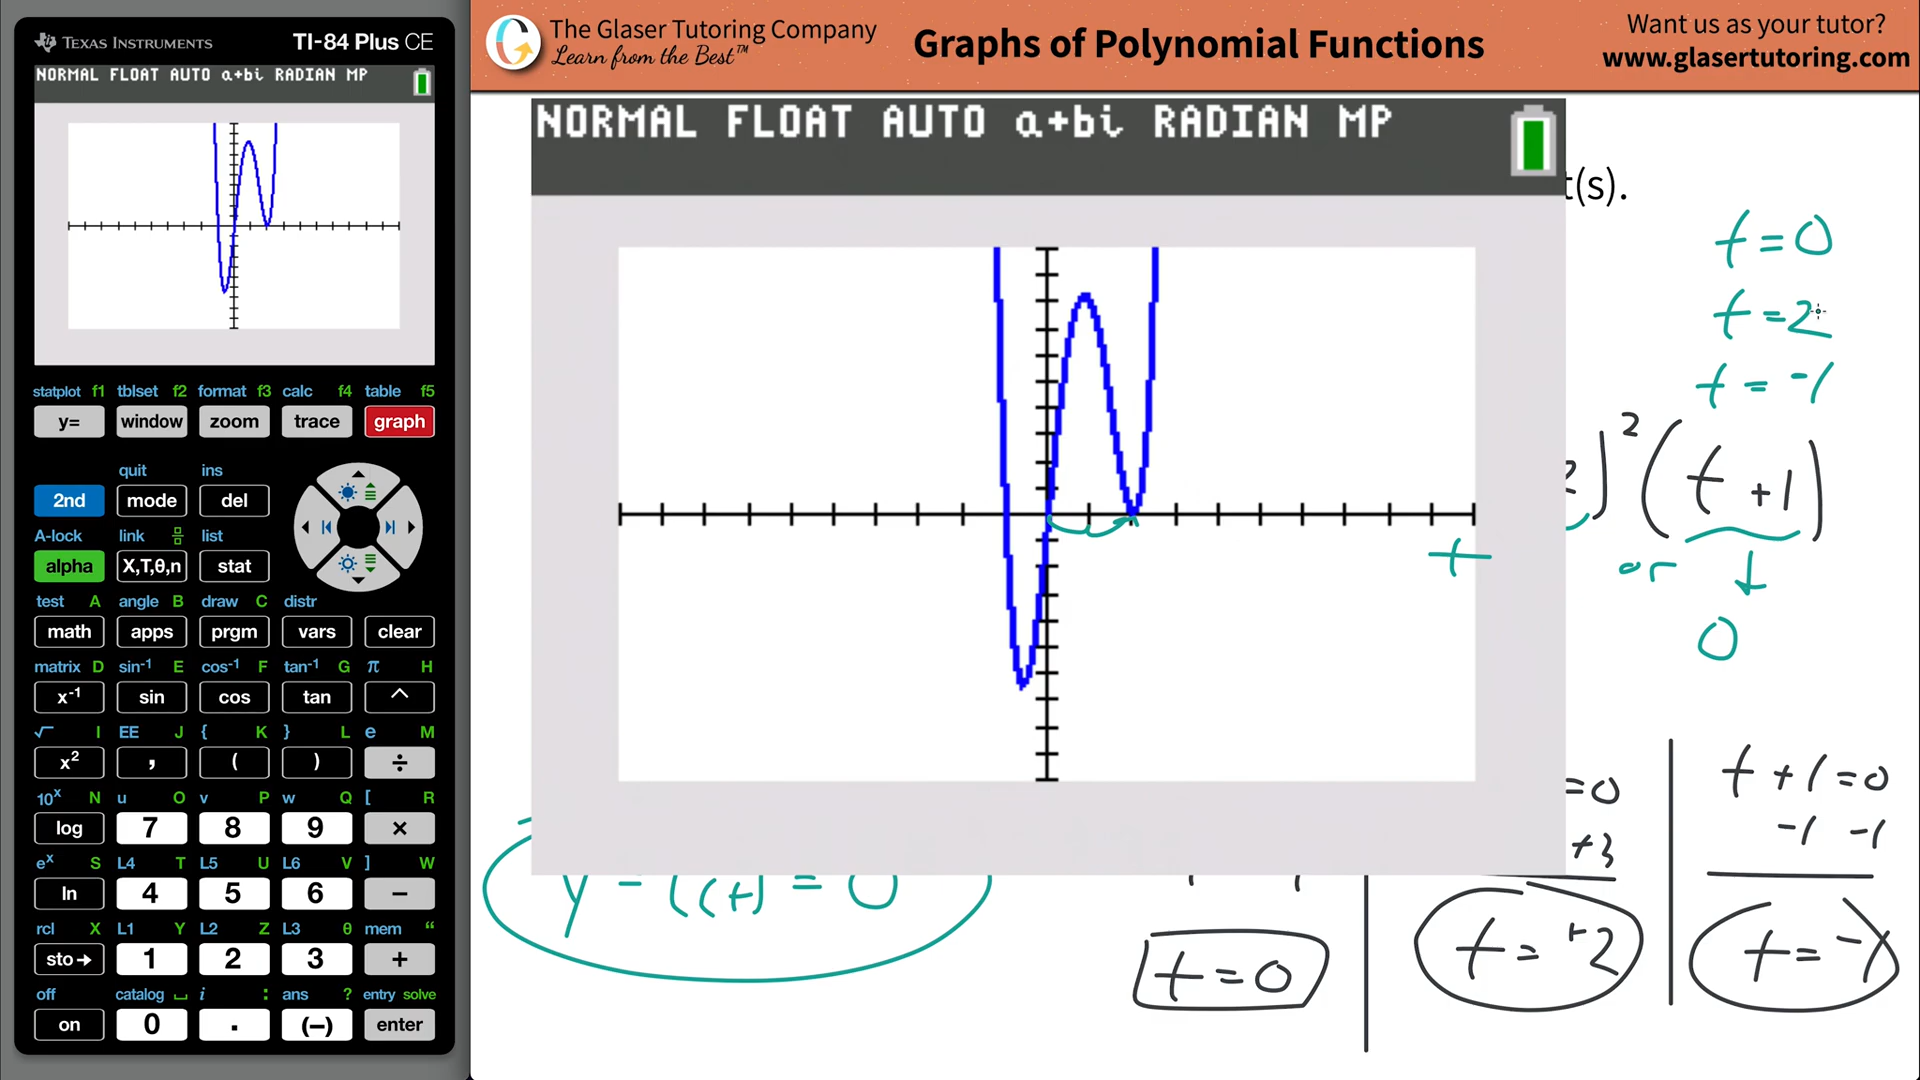 TEXAS INSTRUMENTS TI-84 Plus CE
NORMAL FLOAT AUTO a+bi RADIAN MP
statplot f1 tblset f2 format f3 calc f4 table f5
y= window zoom trace graph
quit ins
2nd mode del
A-lock link list
alpha X,T,θ,n stat
test A angle B draw C distr
math apps prgm vars clear
matrix D sin⁻¹ E cos⁻¹ F tan⁻¹ G π H
x⁻¹ sin cos tan ^
√ I EE J { K } L e M
x² , ( ) ÷
10ˣ N u O v P w Q [ R
log 7 8 9 ×
eˣ S L4 T L5 U L6 V ] W
ln 4 5 6 −
rcl X L1 Y L2 Z L3 θ mem "
sto→ 1 2 3 +
off catalog ⎵ i : ans ? entry solve
on 0 . (−) enter
The Glaser Tutoring Company
Learn from the Best™
Graphs of Polynomial Functions
Want us as your tutor?
www.glasertutoring.com
NORMAL FLOAT AUTO a+bi RADIAN MP
t(s).
t = 0
t = 2
t = -1
)² (t +1)
or
0
t
= 0
+3
t +1 = 0
-1 -1
t = 0
t = +2
t = -1